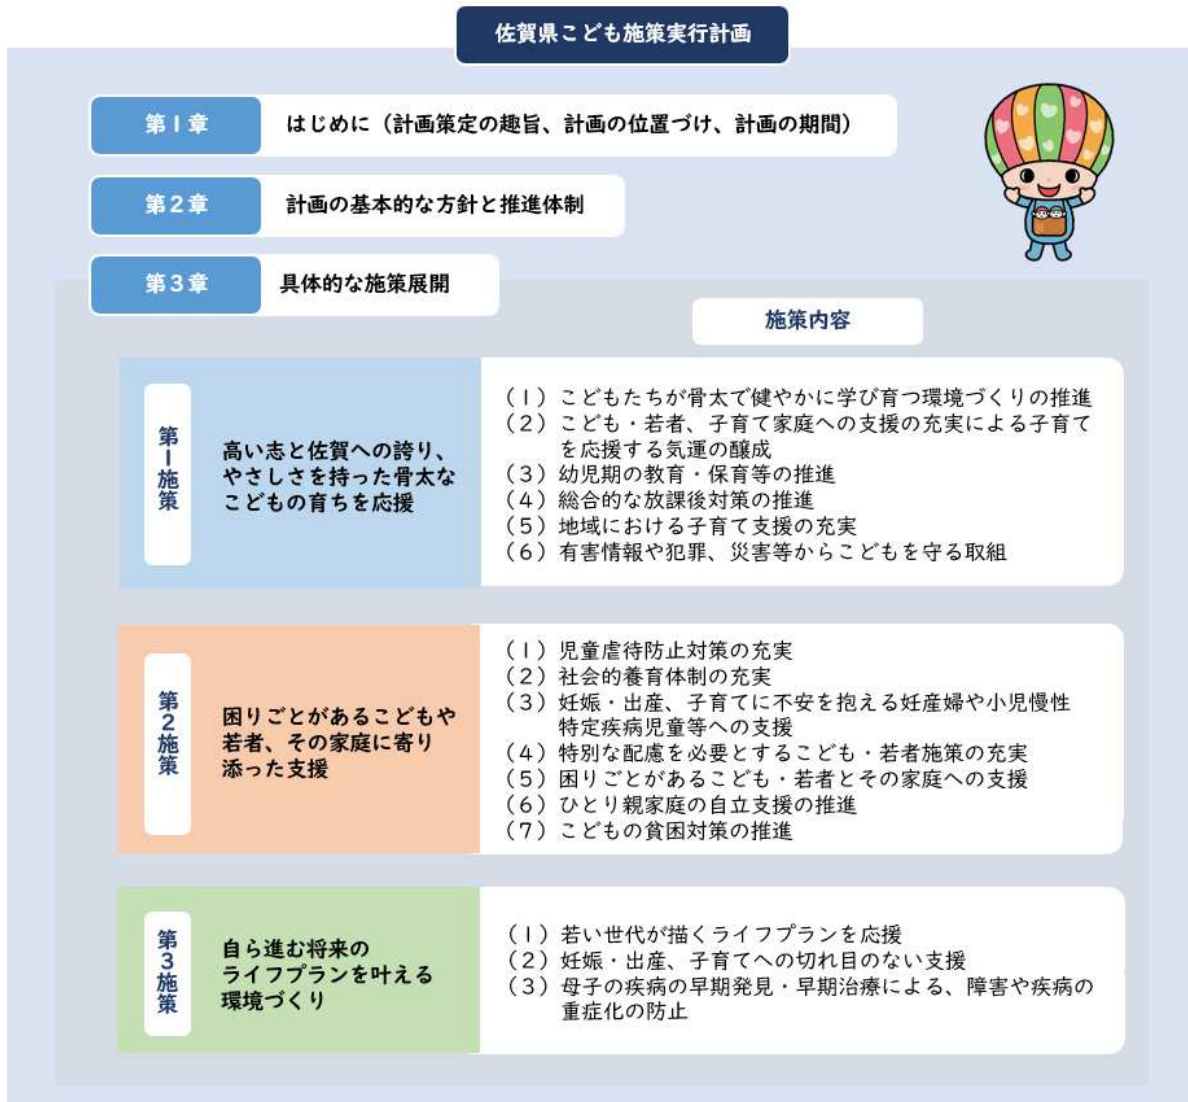 佐賀県こども施策実行計画
第1章
はじめに（計画策定の趣旨、計画の位置づけ、計画の期間）
第2章
計画の基本的な方針と推進体制
第3章
具体的な施策展開
施策内容
第1施策
高い志と佐賀への誇り、
やさしさを持った骨太な
こどもの育ちを応援
（1）こどもたちが骨太で健やかに学び育つ環境づくりの推進
（2）こども・若者、子育て家庭への支援の充実による子育て
を応援する気運の醸成
（3）幼児期の教育・保育等の推進
（4）総合的な放課後対策の推進
（5）地域における子育て支援の充実
（6）有害情報や犯罪、災害等からこどもを守る取組
第2施策
困りごとがあるこどもや
若者、その家庭に寄り
添った支援
（1）児童虐待防止対策の充実
（2）社会的養育体制の充実
（3）妊娠・出産、子育てに不安を抱える妊産婦や小児慢性
特定疾病児童等への支援
（4）特別な配慮を必要とするこども・若者施策の充実
（5）困りごとがあるこども・若者とその家庭への支援
（6）ひとり親家庭の自立支援の推進
（7）こどもの貧困対策の推進
第3施策
自ら進む将来の
ライフプランを叶える
環境づくり
（1）若い世代が描くライフプランを応援
（2）妊娠・出産、子育てへの切れ目のない支援
（3）母子の疾病の早期発見・早期治療による、障害や疾病の
重症化の防止